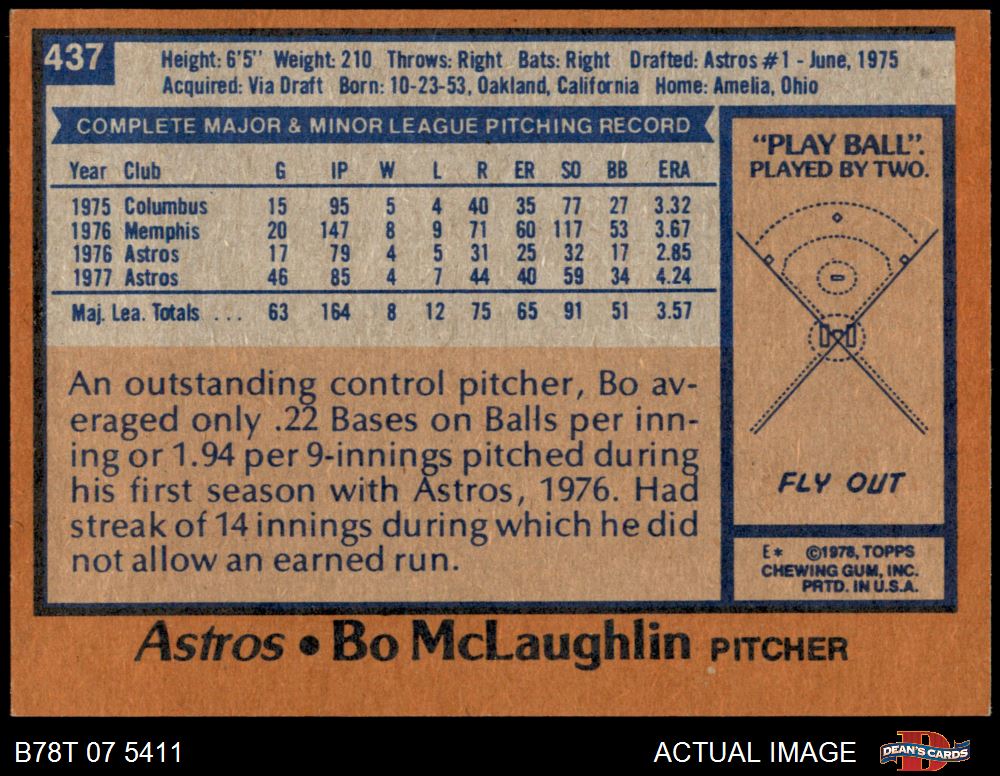 437
Height: 6'5'' Weight: 210 Throws: Right Bats: Right Drafted: Astros #1 - June, 1975
Acquired: Via Draft Born: 10-23-53, Oakland, California Home: Amelia, Ohio
COMPLETE MAJOR & MINOR LEAGUE PITCHING RECORD
Year Club G IP W L R ER SO BB ERA
1975 Columbus 15 95 5 4 40 35 77 27 3.32
1976 Memphis 20 147 8 9 71 60 117 53 3.67
1976 Astros 17 79 4 5 31 25 32 17 2.85
1977 Astros 46 85 4 7 44 40 59 34 4.24
Maj. Lea. Totals ... 63 164 8 12 75 65 91 51 3.57
An outstanding control pitcher, Bo av-
eraged only .22 Bases on Balls per inn-
ing or 1.94 per 9-innings pitched during
his first season with Astros, 1976. Had
streak of 14 innings during which he did
not allow an earned run.
"PLAY BALL".
PLAYED BY TWO.
FLY OUT
E* ©1978, TOPPS
CHEWING GUM, INC.
PRTD. IN U.S.A.
Astros • Bo McLaughlin PITCHER
B78T 07 5411
ACTUAL IMAGE
D
DEAN'S CARDS